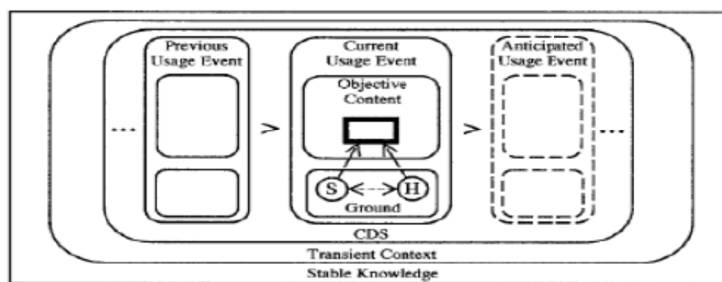 Previous
Usage Event
Current
Usage Event
Anticipated
Usage Event
Objective
Content
...
>
>
...
S
H
Ground
CDS
Transient Context
Stable Knowledge